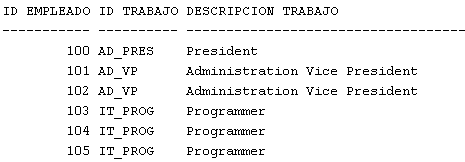 ID EMPLEADO ID TRABAJO DESCRIPCION TRABAJO
----------- ---------- -----------------------------------
        100 AD_PRES    President
        101 AD_VP      Administration Vice President
        102 AD_VP      Administration Vice President
        103 IT_PROG    Programmer
        104 IT_PROG    Programmer
        105 IT_PROG    Programmer